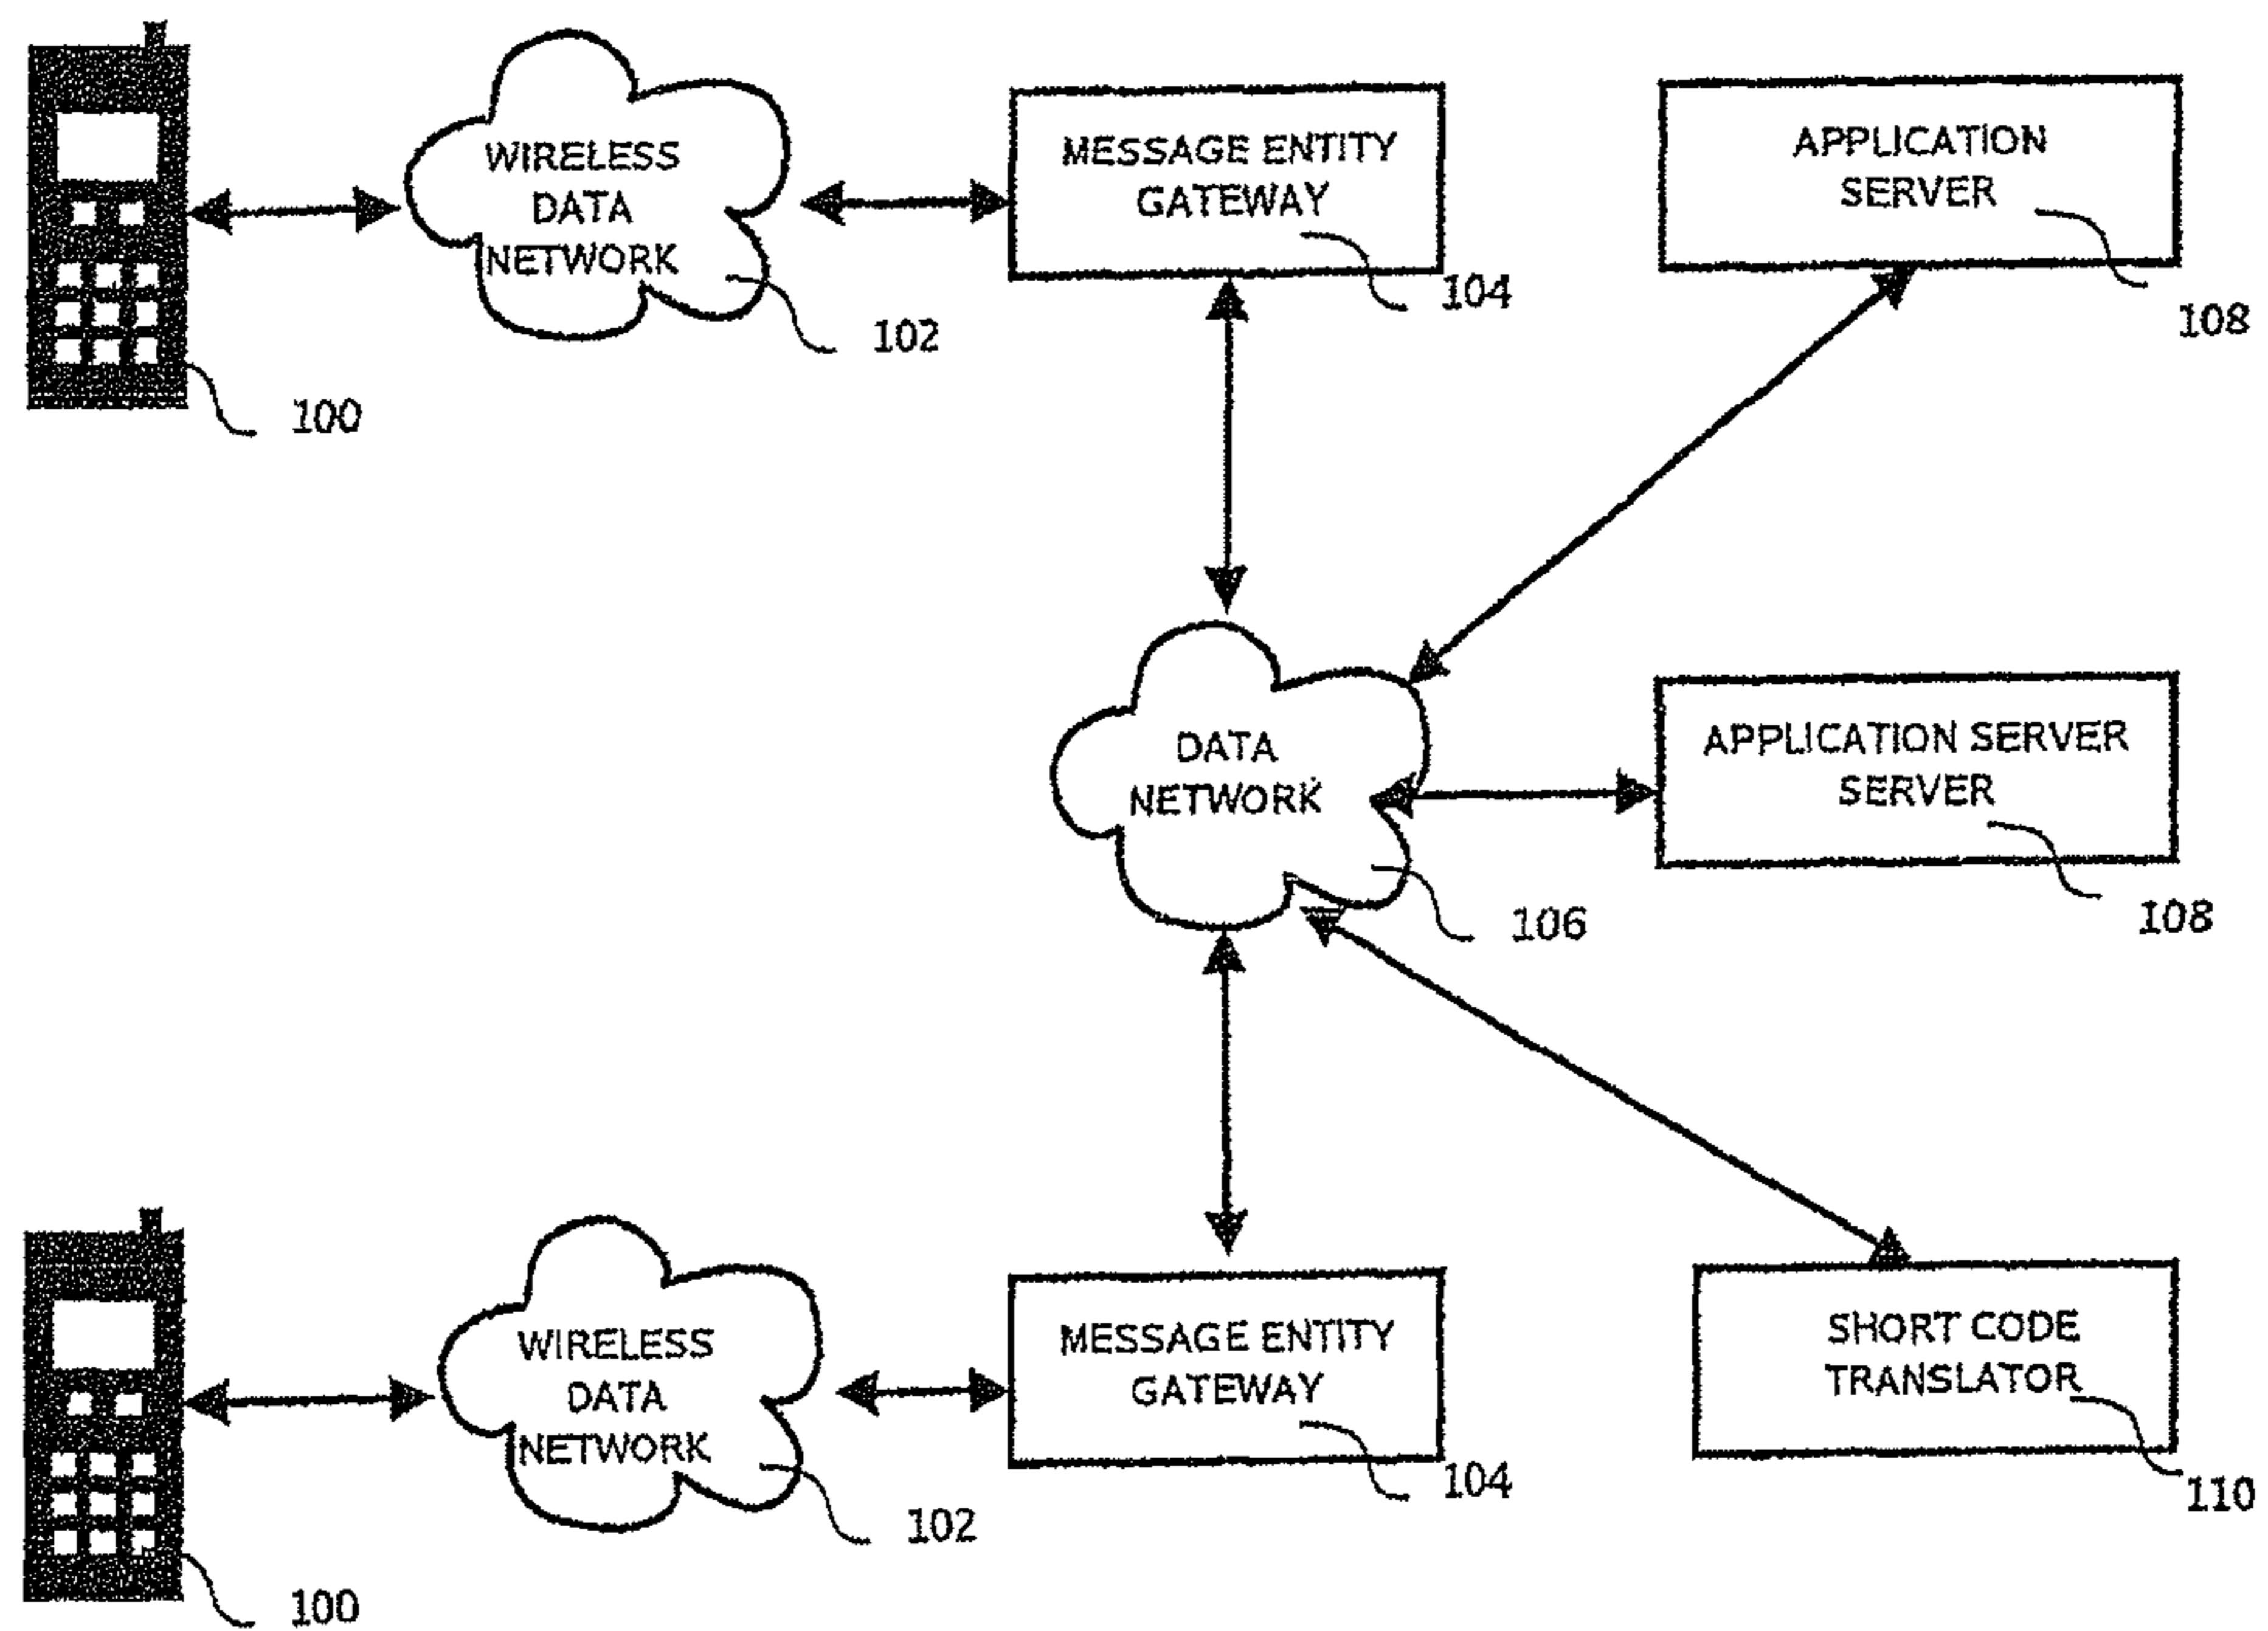 WIRELESS
DATA
NETWORK
102
100
MESSAGE ENTITY
GATEWAY
104
APPLICATION
SERVER
108
DATA
NETWORK
106
APPLICATION SERVER
SERVER
108
WIRELESS
DATA
NETWORK
102
100
MESSAGE ENTITY
GATEWAY
104
SHORT CODE
TRANSLATOR
110